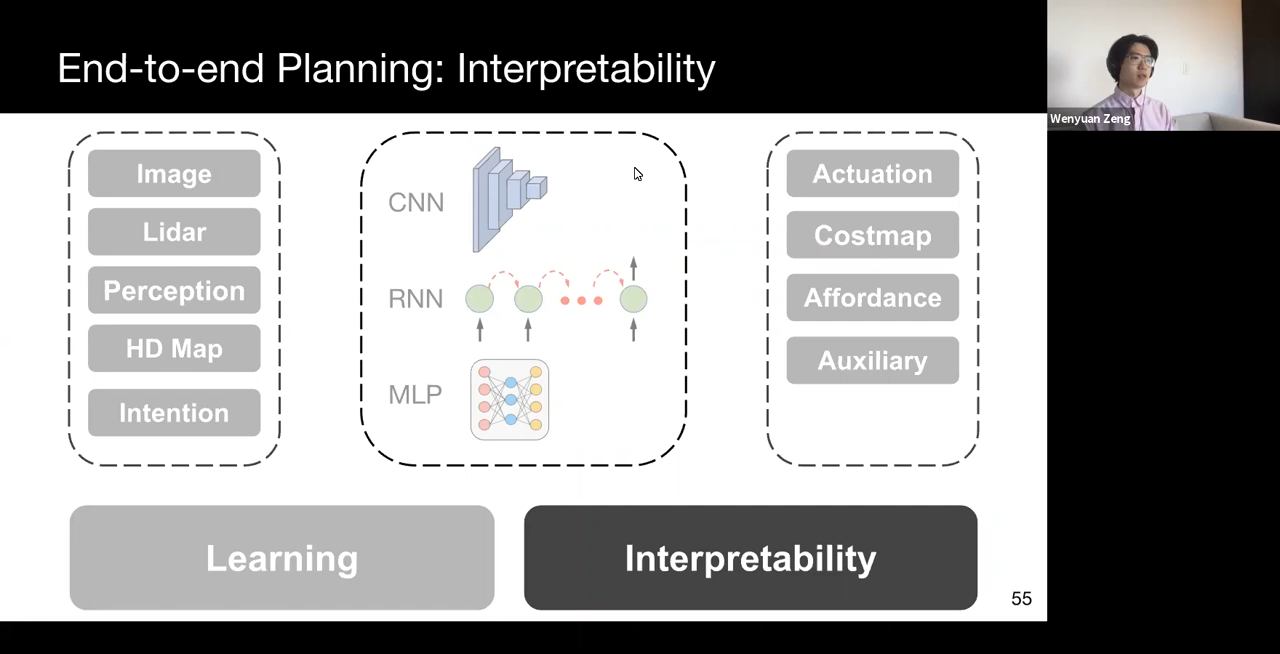 End-to-end Planning: Interpretability
Wenyuan Zeng
Image
Lidar
Perception
HD Map
Intention
CNN
RNN
MLP
Actuation
Costmap
Affordance
Auxiliary
Learning
Interpretability
55